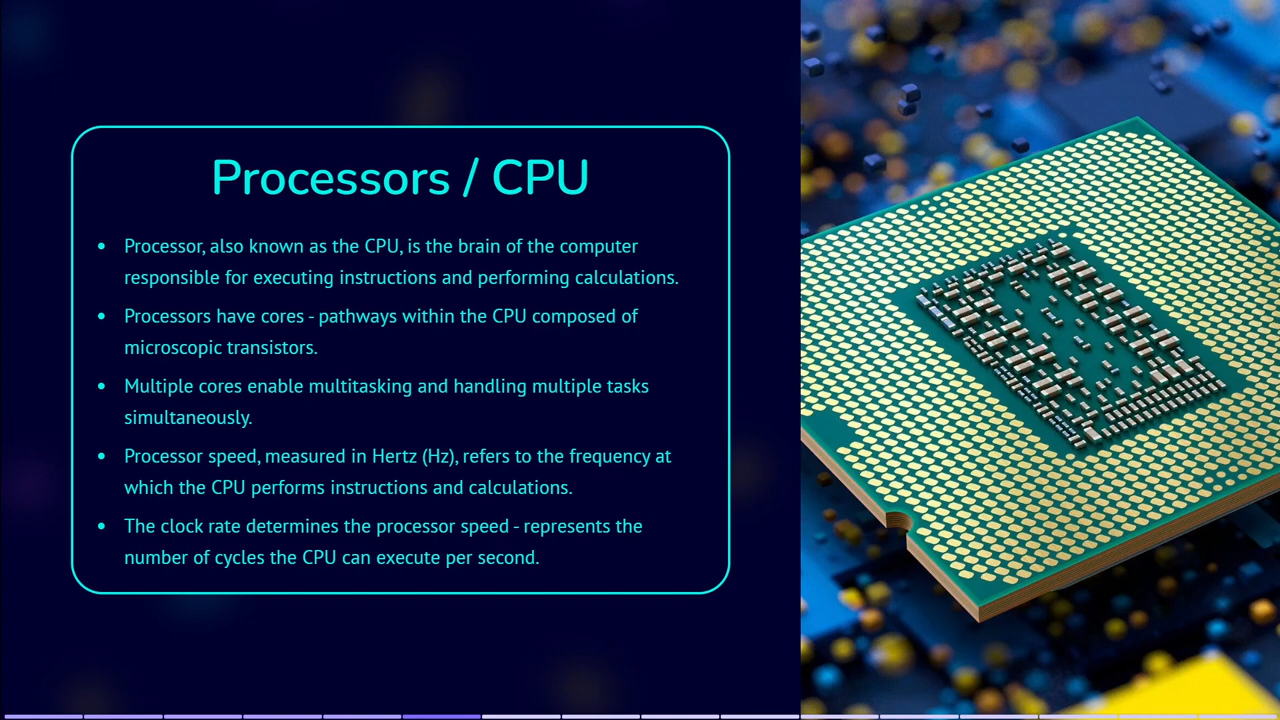 Processors / CPU
• Processor, also known as the CPU, is the brain of the computer
responsible for executing instructions and performing calculations.
• Processors have cores - pathways within the CPU composed of
microscopic transistors.
• Multiple cores enable multitasking and handling multiple tasks
simultaneously.
• Processor speed, measured in Hertz (Hz), refers to the frequency at
which the CPU performs instructions and calculations.
• The clock rate determines the processor speed - represents the
number of cycles the CPU can execute per second.